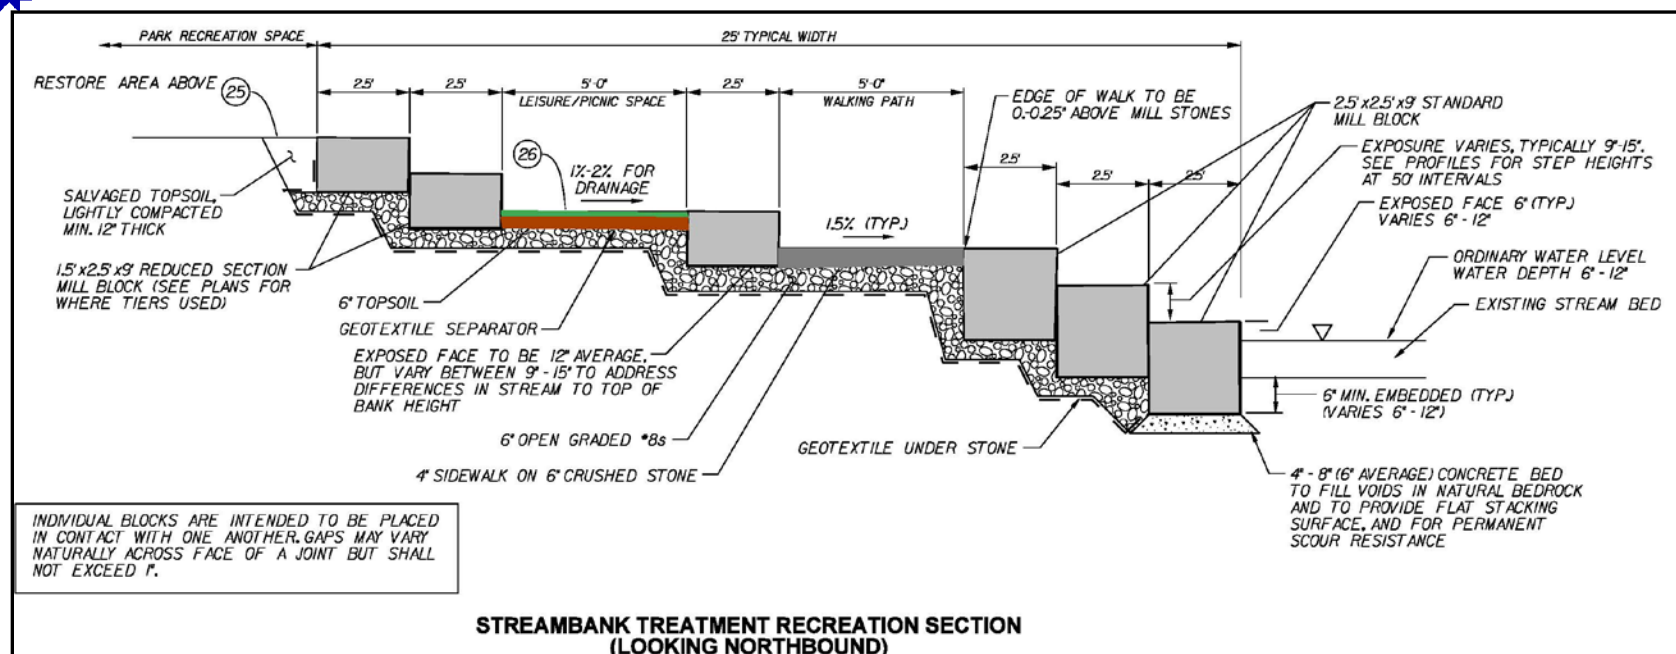 PARK RECREATION SPACE
25' TYPICAL WIDTH
RESTORE AREA ABOVE
25
2.5'
2.5'
5'-0"
LEISURE/PICNIC SPACE
2.5'
5'-0"
WALKING PATH
EDGE OF WALK TO BE
0.-0.25" ABOVE MILL STONES
2.5'x2.5'x9' STANDARD
MILL BLOCK
2.5'
2.5'
2.5'
EXPOSURE VARIES, TYPICALLY 9"-15".
SEE PROFILES FOR STEP HEIGHTS
AT 50' INTERVALS
26
1%-2% FOR
DRAINAGE
SALVAGED TOPSOIL,
LIGHTLY COMPACTED
MIN. 12" THICK
1.5% (TYP.)
EXPOSED FACE 6" (TYP.)
VARIES 6"-12"
ORDINARY WATER LEVEL
WATER DEPTH 6"-12"
1.5'x2.5'x9' REDUCED SECTION
MILL BLOCK (SEE PLANS FOR
WHERE TIERS USED)
6" TOPSOIL
EXISTING STREAM BED
GEOTEXTILE SEPARATOR
EXPOSED FACE TO BE 12" AVERAGE,
BUT VARY BETWEEN 9"-15" TO ADDRESS
DIFFERENCES IN STREAM TO TOP OF
BANK HEIGHT
6" MIN. EMBEDDED (TYP.)
(VARIES 6"-12")
6" OPEN GRADED #8s
GEOTEXTILE UNDER STONE
4" SIDEWALK ON 6" CRUSHED STONE
4"-8" (6" AVERAGE) CONCRETE BED
TO FILL VOIDS IN NATURAL BEDROCK
AND TO PROVIDE FLAT STACKING
SURFACE, AND FOR PERMANENT
SCOUR RESISTANCE
INDIVIDUAL BLOCKS ARE INTENDED TO BE PLACED
IN CONTACT WITH ONE ANOTHER. GAPS MAY VARY
NATURALLY ACROSS FACE OF A JOINT BUT SHALL
NOT EXCEED 1".
STREAMBANK TREATMENT RECREATION SECTION
(LOOKING NORTHBOUND)